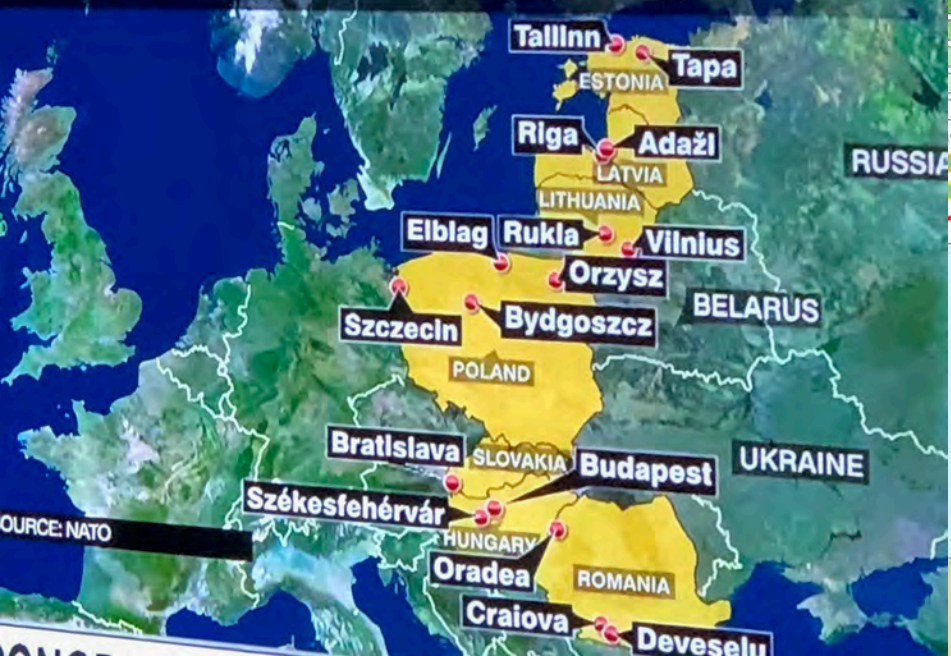 Tallinn
Tapa
ESTONIA
Riga
Adažl
RUSSIA
LATVIA
LITHUANIA
Elblag
Rukla
Vilnius
Orzysz
BELARUS
Szczecin
Bydgoszcz
POLAND
Bratislava
SLOVAKIA
Budapest
UKRAINE
Székesfehérvár
OURCE: NATO
HUNGARY
Oradea
ROMANIA
Craiova
Deveselu